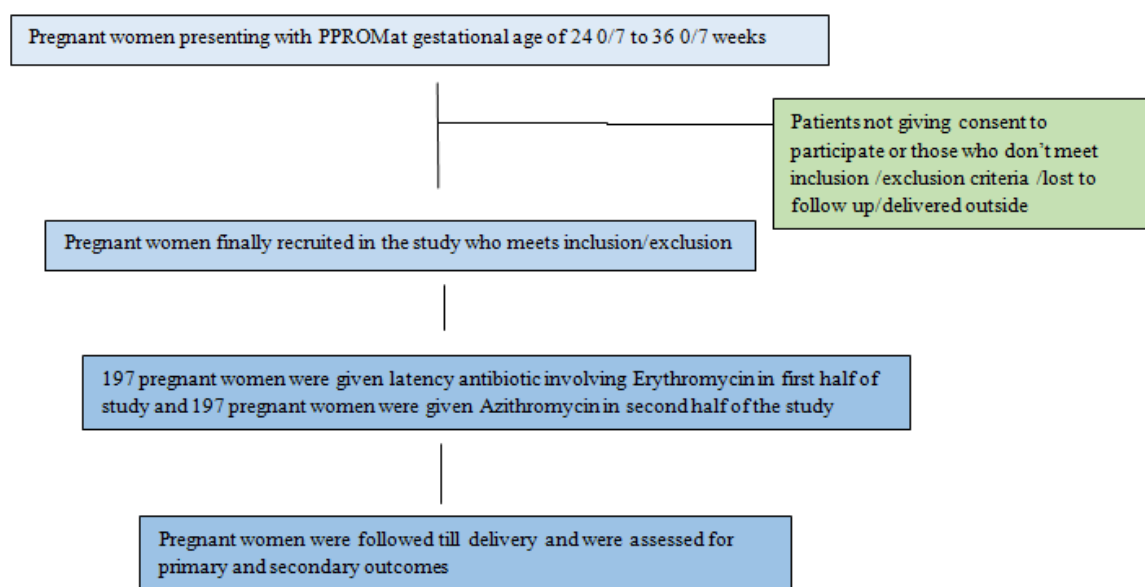 Pregnant women presenting with PPROMat gestational age of 24 0/7 to 36 0/7 weeks
Patients not giving consent to
participate or those who don't meet
inclusion /exclusion criteria /lost to
follow up/delivered outside
Pregnant women finally recruited in the study who meets inclusion/exclusion
197 pregnant women were given latency antibiotic involving Erythromycin in first half of
study and 197 pregnant women were given Azithromycin in second half of the study
Pregnant women were followed till delivery and were assessed for
primary and secondary outcomes